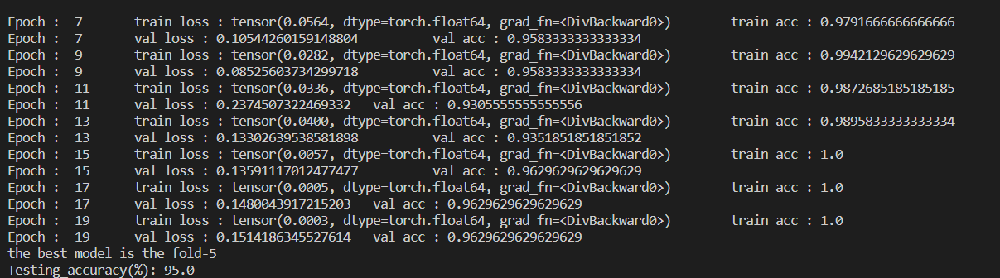 Epoch : 7 train loss : tensor(0.0564, dtype=torch.float64, grad_fn=<DivBackward0>) train acc : 0.9791666666666666
Epoch : 7 val loss : 0.10544260159148804 val acc : 0.9583333333333334
Epoch : 9 train loss : tensor(0.0282, dtype=torch.float64, grad_fn=<DivBackward0>) train acc : 0.9942129629629629
Epoch : 9 val loss : 0.08525603734299718 val acc : 0.9583333333333334
Epoch : 11 train loss : tensor(0.0336, dtype=torch.float64, grad_fn=<DivBackward0>) train acc : 0.9872685185185185
Epoch : 11 val loss : 0.2374507322469332 val acc : 0.9305555555555556
Epoch : 13 train loss : tensor(0.0400, dtype=torch.float64, grad_fn=<DivBackward0>) train acc : 0.9895833333333334
Epoch : 13 val loss : 0.13302639538581898 val acc : 0.9351851851851852
Epoch : 15 train loss : tensor(0.0057, dtype=torch.float64, grad_fn=<DivBackward0>) train acc : 1.0
Epoch : 15 val loss : 0.13591117012477477 val acc : 0.9629629629629629
Epoch : 17 train loss : tensor(0.0005, dtype=torch.float64, grad_fn=<DivBackward0>) train acc : 1.0
Epoch : 17 val loss : 0.1480043917215203 val acc : 0.9629629629629629
Epoch : 19 train loss : tensor(0.0003, dtype=torch.float64, grad_fn=<DivBackward0>) train acc : 1.0
Epoch : 19 val loss : 0.1514186345527614 val acc : 0.9629629629629629
the best model is the fold-5
Testing_accuracy(%): 95.0